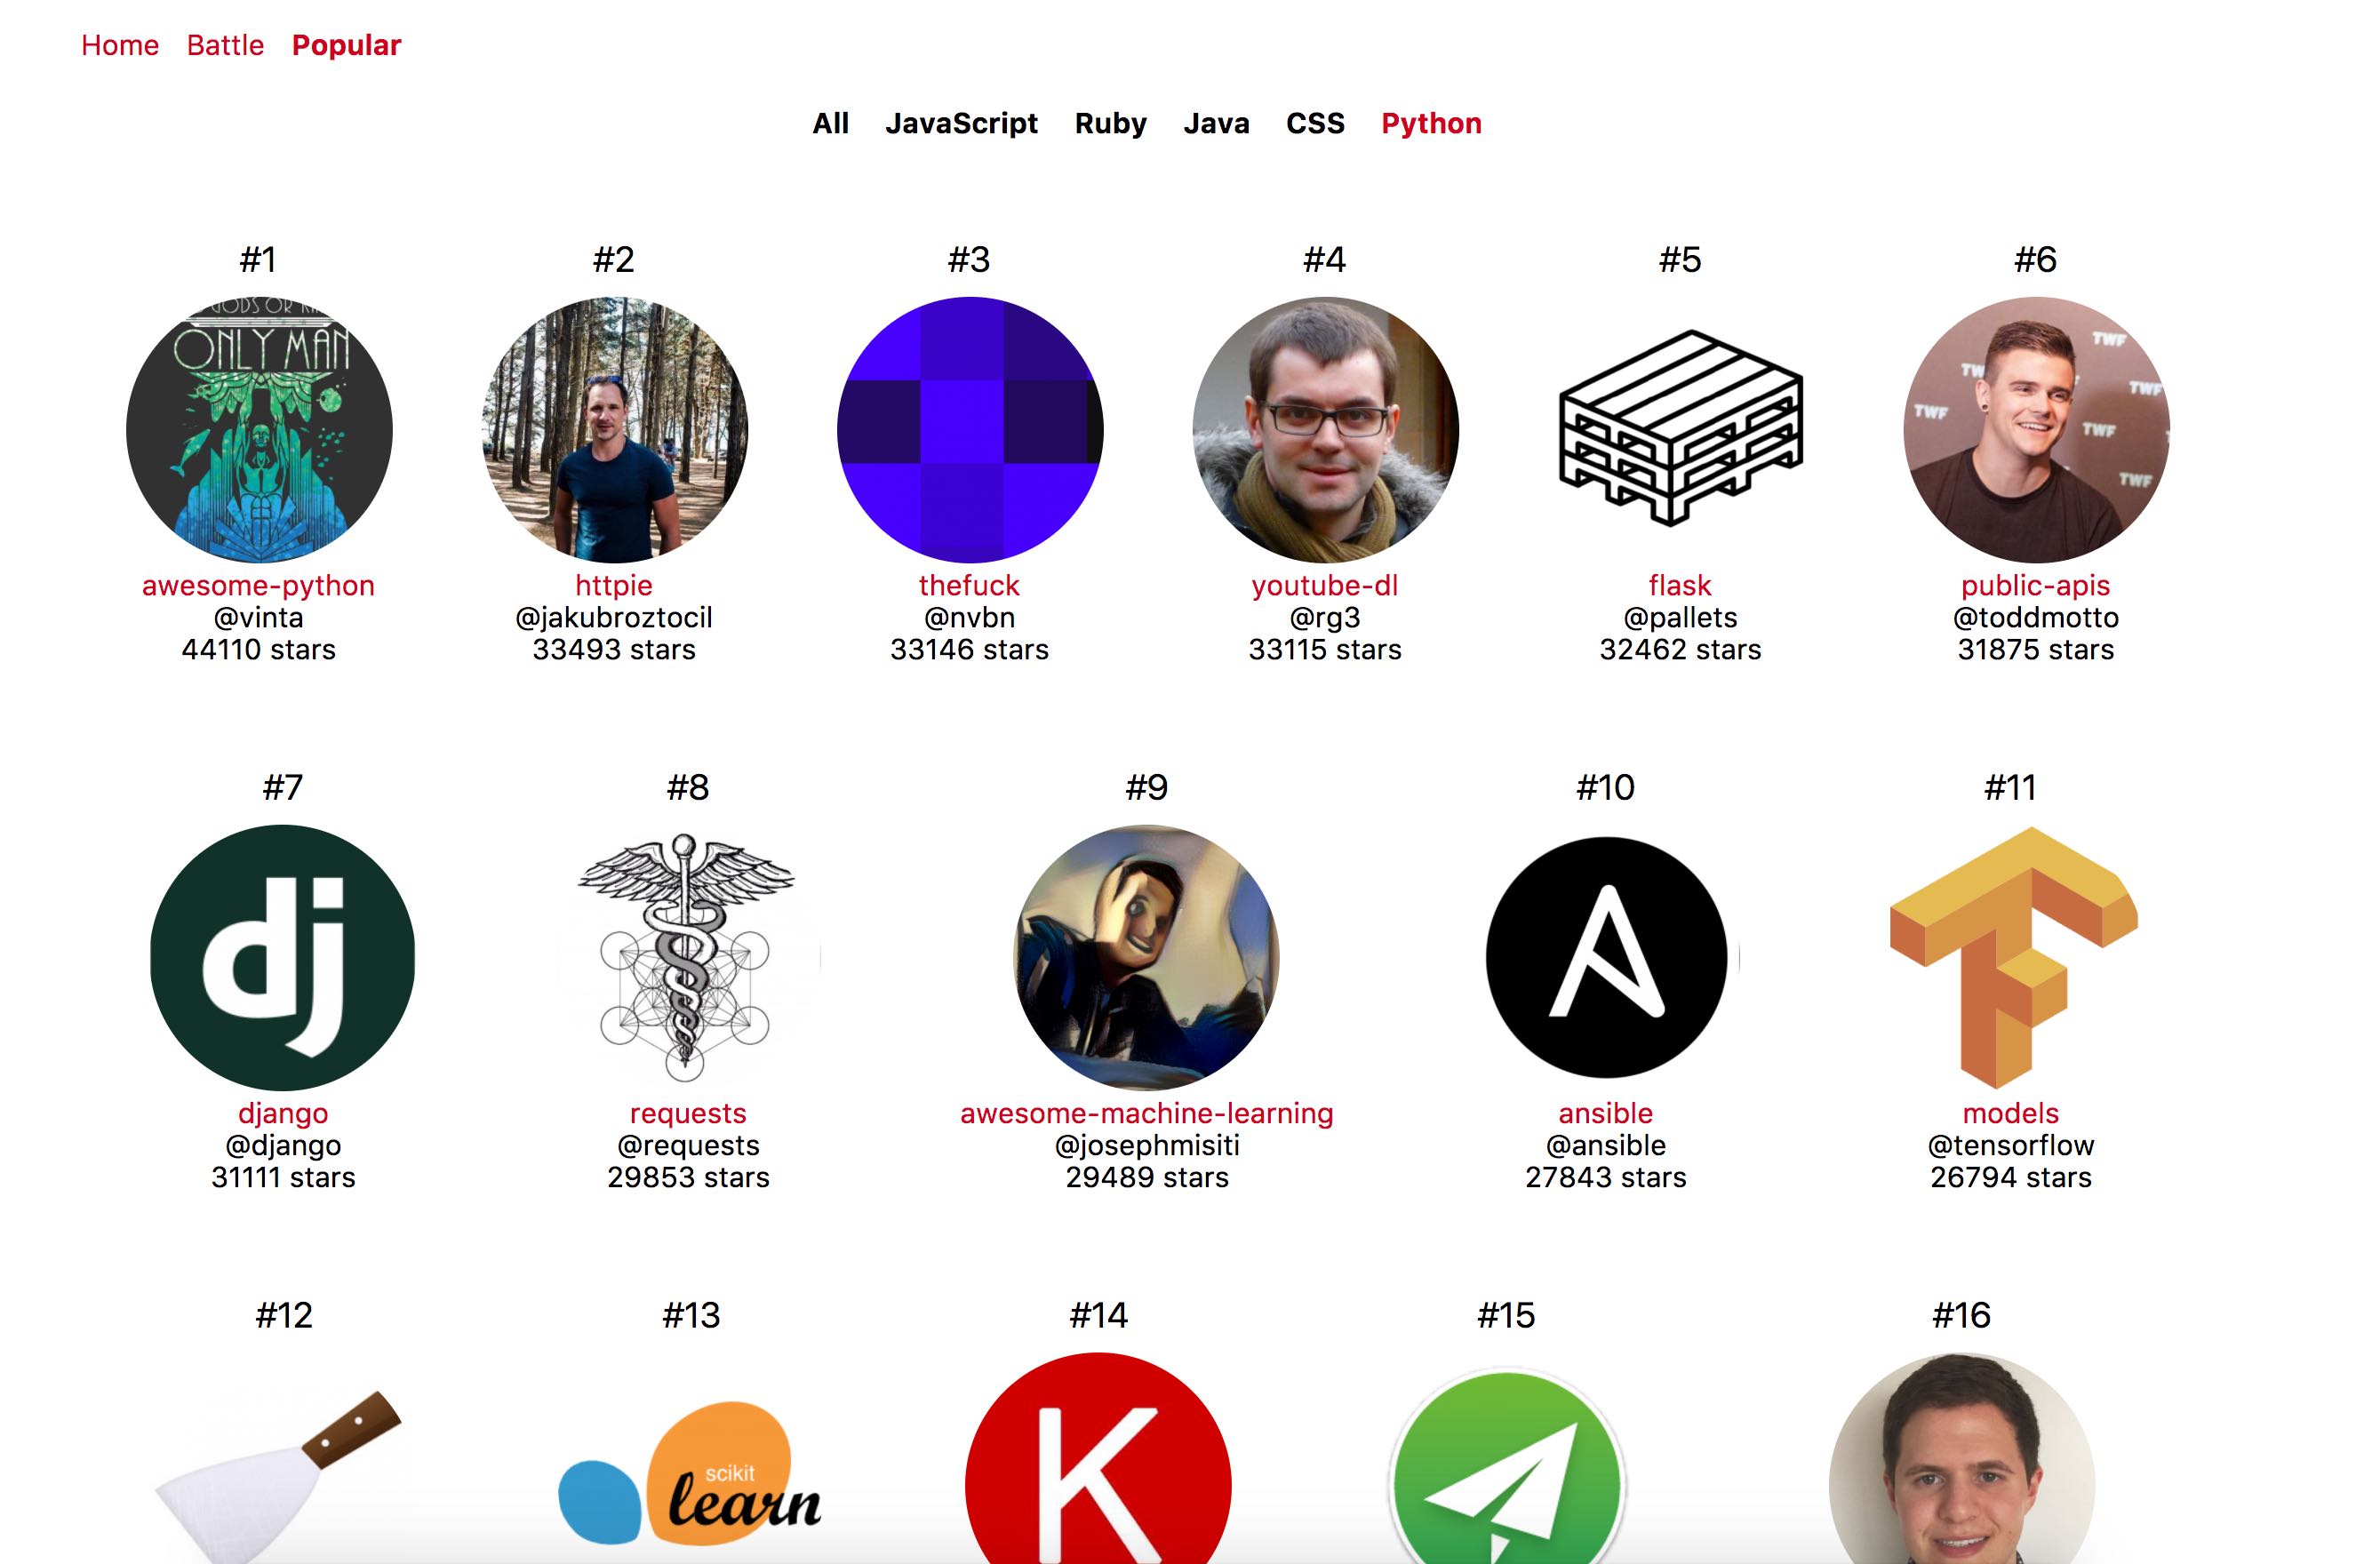 Home Battle Popular
All JavaScript Ruby Java CSS Python
#1 #2 #3 #4 #5 #6
ONLY MAN
TWF
TWF
TWF
TWF
TWF
awesome-python httpie thefuck youtube-dl flask public-apis
@vinta @jakubroztocil @nvbn @rg3 @pallets @toddmotto
44110 stars 33493 stars 33146 stars 33115 stars 32462 stars 31875 stars
#7 #8 #9 #10 #11
dj
django requests awesome-machine-learning ansible models
@django @requests @josephmisiti @ansible @tensorflow
31111 stars 29853 stars 29489 stars 27843 stars 26794 stars
#12 #13 #14 #15 #16
scikit
learn
K